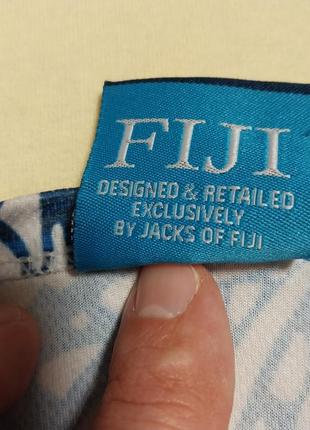 FIJI
DESIGNED & RETAILED
EXCLUSIVELY
BY JACKS OF FIJI